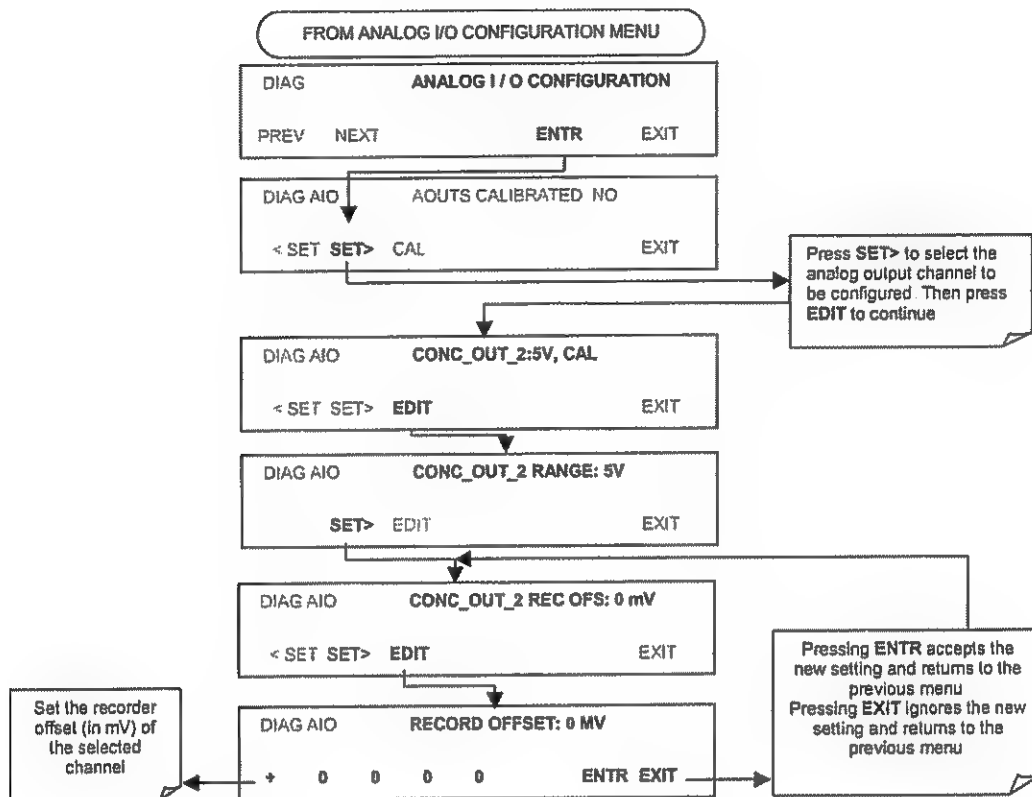 FROM ANALOG I/O CONFIGURATION MENU
DIAG ANALOG I / O CONFIGURATION
PREV NEXT ENTR EXIT
DIAG AIO AOUTS CALIBRATED NO
< SET SET> CAL EXIT
Press SET> to select the
analog output channel to
be configured. Then press
EDIT to continue
DIAG AIO CONC_OUT_2:5V, CAL
< SET SET> EDIT EXIT
DIAG AIO CONC_OUT_2 RANGE: 5V
SET> EDIT EXIT
DIAG AIO CONC_OUT_2 REC OFS: 0 mV
< SET SET> EDIT EXIT
Pressing ENTR accepts the
new setting and returns to the
previous menu
Pressing EXIT ignores the new
setting and returns to the
previous menu
Set the recorder
offset (in mV) of
the selected
channel
DIAG AIO RECORD OFFSET: 0 MV
+ 0 0 0 0 ENTR EXIT